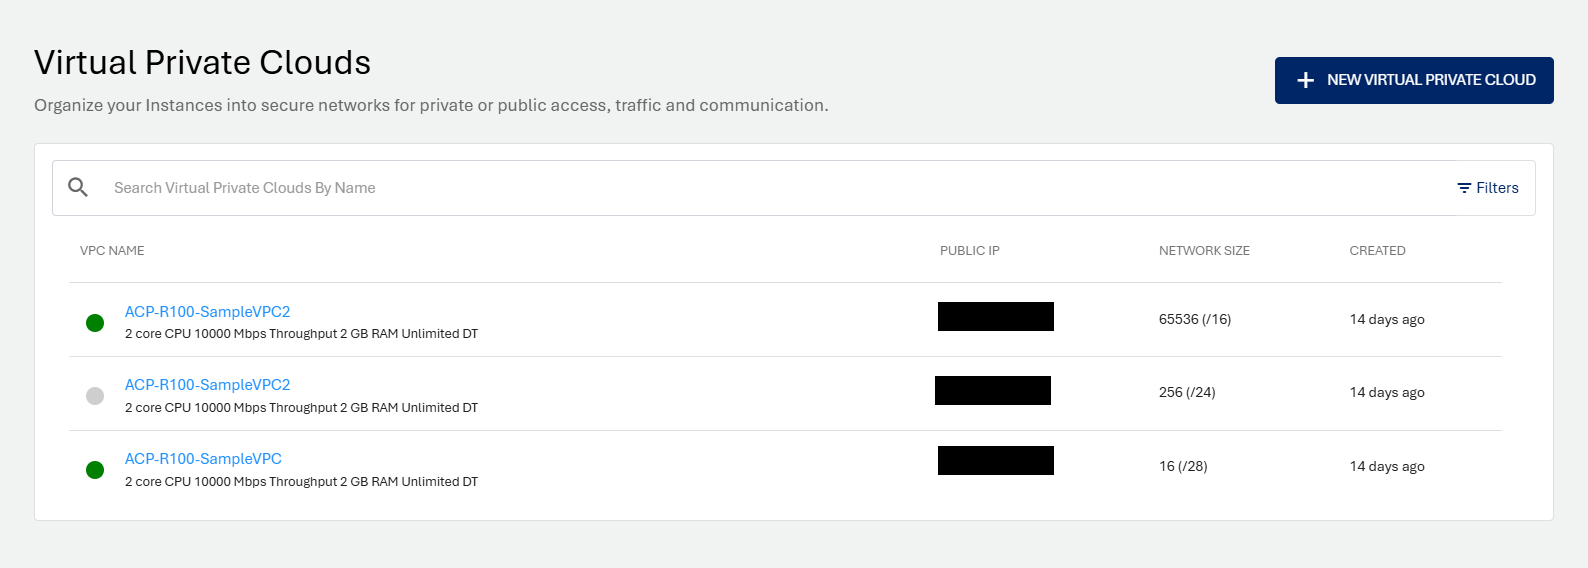 Virtual Private Clouds
Organize your Instances into secure networks for private or public access, traffic and communication.
NEW VIRTUAL PRIVATE CLOUD
Search Virtual Private Clouds By Name
Filters
VPC NAME PUBLIC IP NETWORK SIZE CREATED
ACP-R100-SampleVPC2
2 core CPU 10000 Mbps Throughput 2 GB RAM Unlimited DT
65536 (/16) 14 days ago
ACP-R100-SampleVPC2
2 core CPU 10000 Mbps Throughput 2 GB RAM Unlimited DT
256 (/24) 14 days ago
ACP-R100-SampleVPC
2 core CPU 10000 Mbps Throughput 2 GB RAM Unlimited DT
16 (/28) 14 days ago